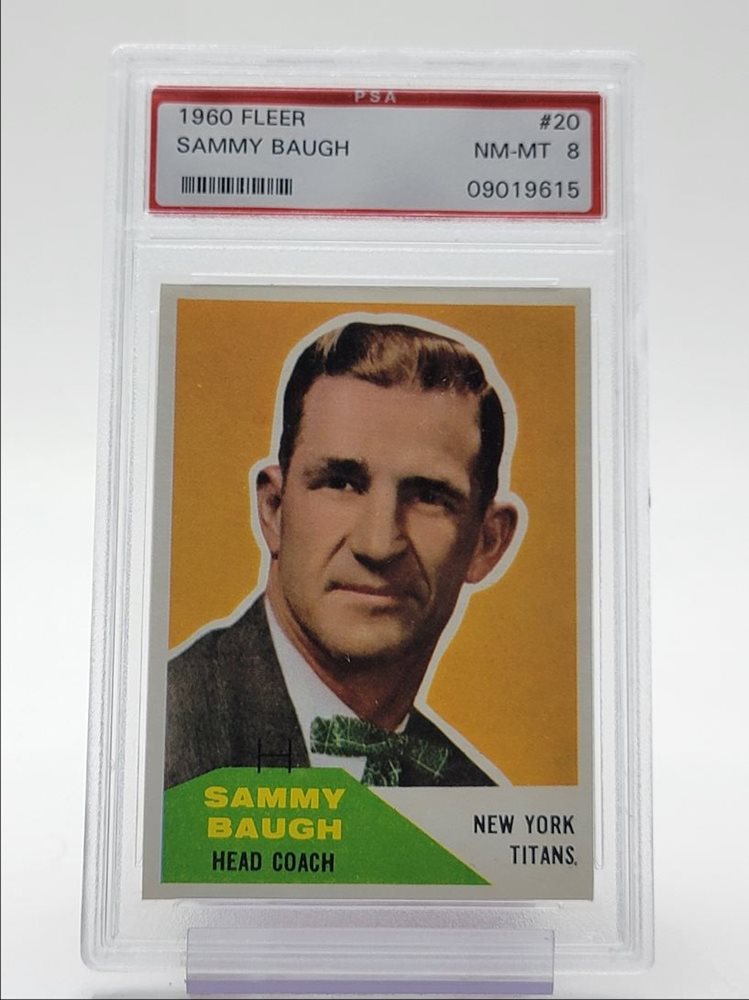 PSA
1960 FLEER #20
SAMMY BAUGH NM-MT 8
09019615
SAMMY
BAUGH
HEAD COACH
NEW YORK
TITANS.